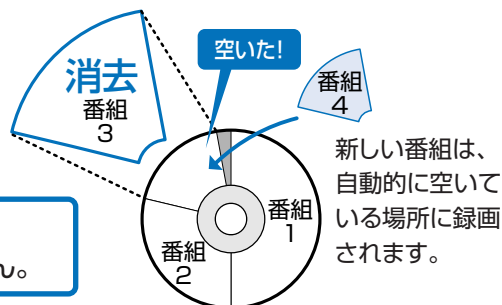 消去
番組
3
空いた!
番組
4
新しい番組は、
自動的に空いて
いる場所に録画
されます。
番組
1
番組
2
ん。